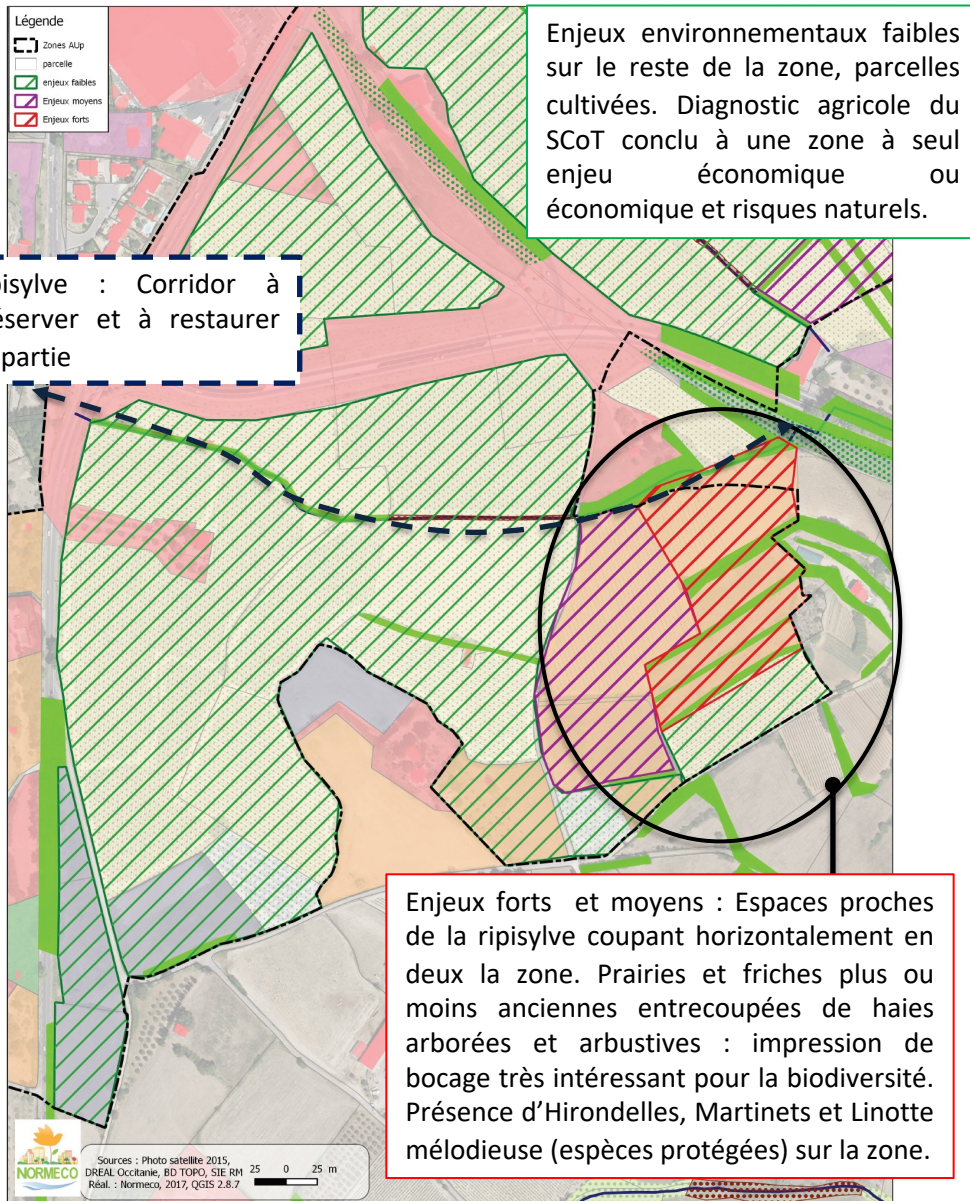 Légende
Zones AUp
parcelle
enjeux faibles
Enjeux moyens
Enjeux forts
Enjeux environnementaux faibles
sur le reste de la zone, parcelles
cultivées. Diagnostic agricole du
SCoT conclu à une zone à seul
enjeu économique ou
économique et risques naturels.
pisylve : Corridor à
éserver et à restaurer
partie
Enjeux forts et moyens : Espaces proches
de la ripisylve coupant horizontalement en
deux la zone. Prairies et friches plus ou
moins anciennes entrecoupées de haies
arborées et arbustives : impression de
bocage très intéressant pour la biodiversité.
Présence d'Hirondelles, Martinets et Linotte
mélodieuse (espèces protégées) sur la zone.
NORMECO
Sources : Photo satellite 2015,
DREAL Occitanie, BD TOPO, SIE RM
Réal. : Normeco, 2017, QGIS 2.8.7
25 0 25 m